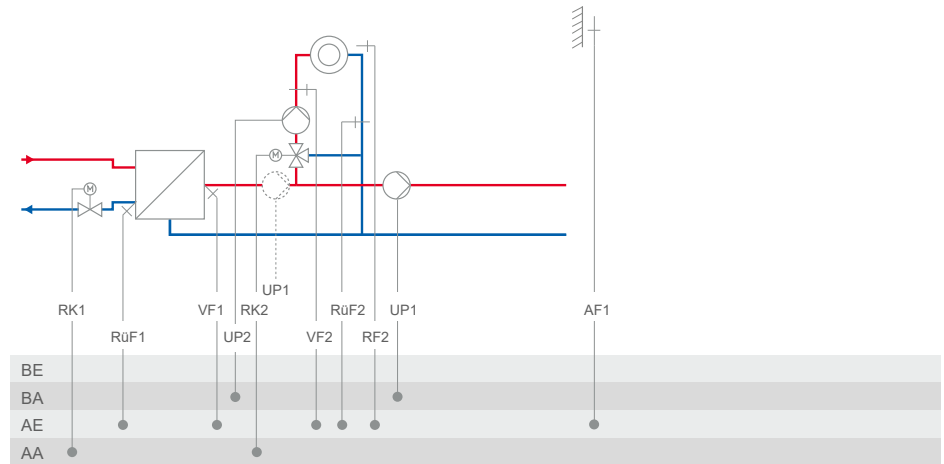 M
M
UP1
RK1 VF1 RK2 RüF2 UP1 AF1
RüF1 UP2 VF2 RF2
BE
BA
AE
AA